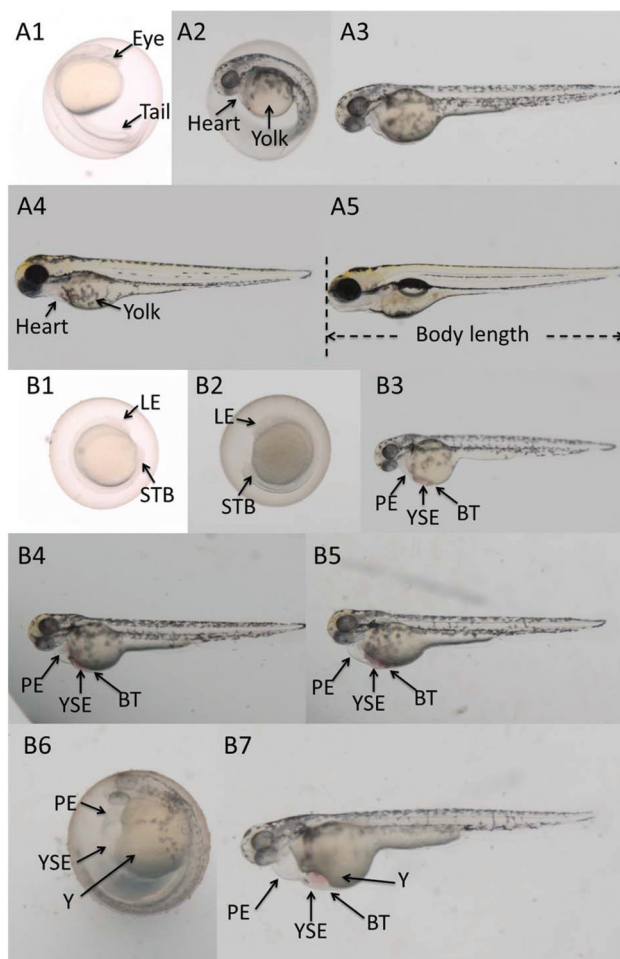 A1
Eye
Tail
A2
Heart
Yolk
A3
A4
Heart
Yolk
A5
Body length
B1
LE
STB
B2
LE
STB
B3
PE
YSE
BT
B4
PE
YSE
BT
B5
PE
YSE
BT
B6
PE
YSE
Y
B7
PE
YSE
BT
Y